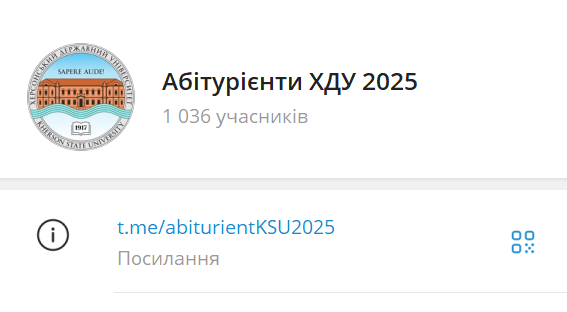 ХЕРСОНСЬКИЙ ДЕРЖАВНИЙ УНІВЕРСИТЕТ
SAPERE AUDE!
1917
KHERSON STATE UNIVERSITY
Абітурієнти ХДУ 2025
1 036 учасників
t.me/abiturientKSU2025
Посилання